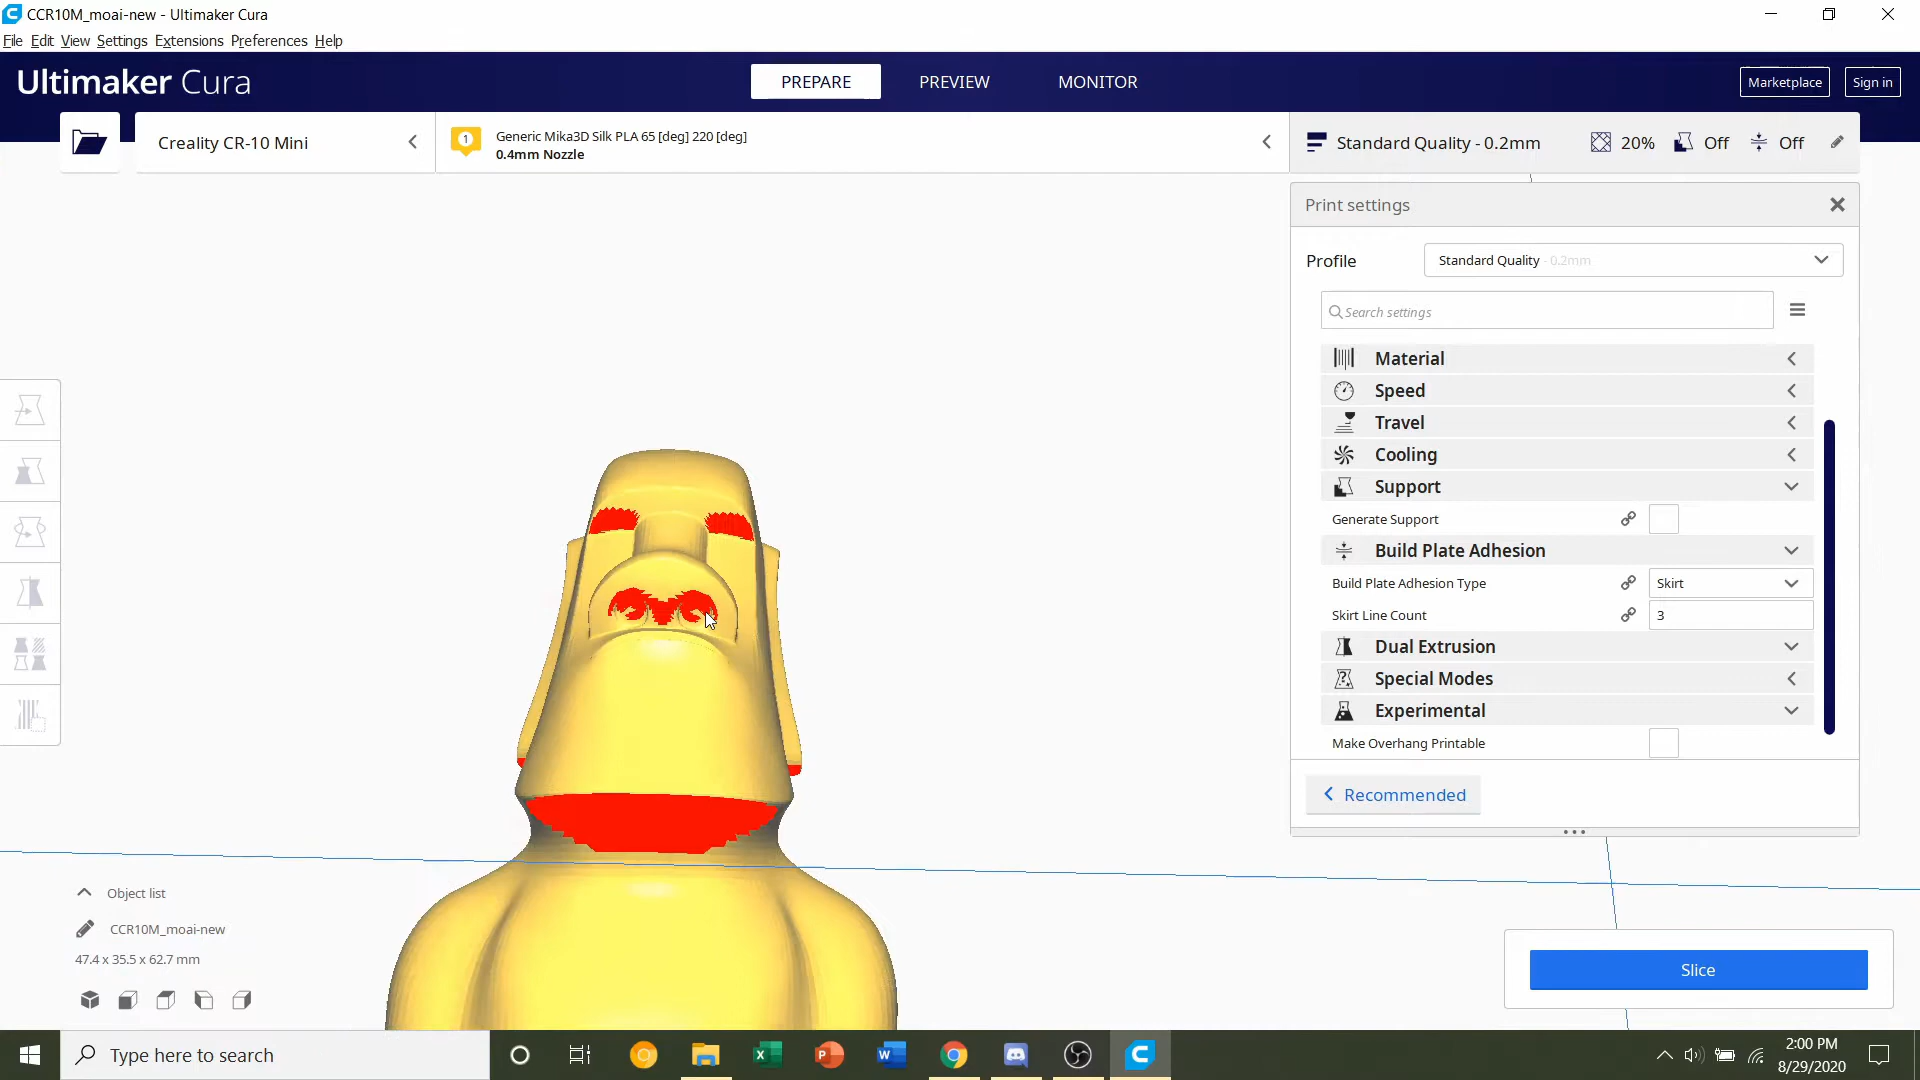 CCR10M_moai-new - Ultimaker Cura
File Edit View Settings Extensions Preferences Help
Ultimaker Cura
PREPARE
PREVIEW
MONITOR
Marketplace
Sign in
Creality CR-10 Mini
1
Generic Mika3D Silk PLA 65 [deg] 220 [deg]
0.4mm Nozzle
Standard Quality - 0.2mm
20%
Off
Off
Print settings
Profile
Standard Quality - 0.2mm
Search settings
Material
Speed
Travel
Cooling
Support
Generate Support
Build Plate Adhesion
Build Plate Adhesion Type
Skirt
Skirt Line Count
3
Dual Extrusion
Special Modes
Experimental
Make Overhang Printable
Recommended
Object list
CCR10M_moai-new
47.4 x 35.5 x 62.7 mm
Slice
Type here to search
2:00 PM
8/29/2020